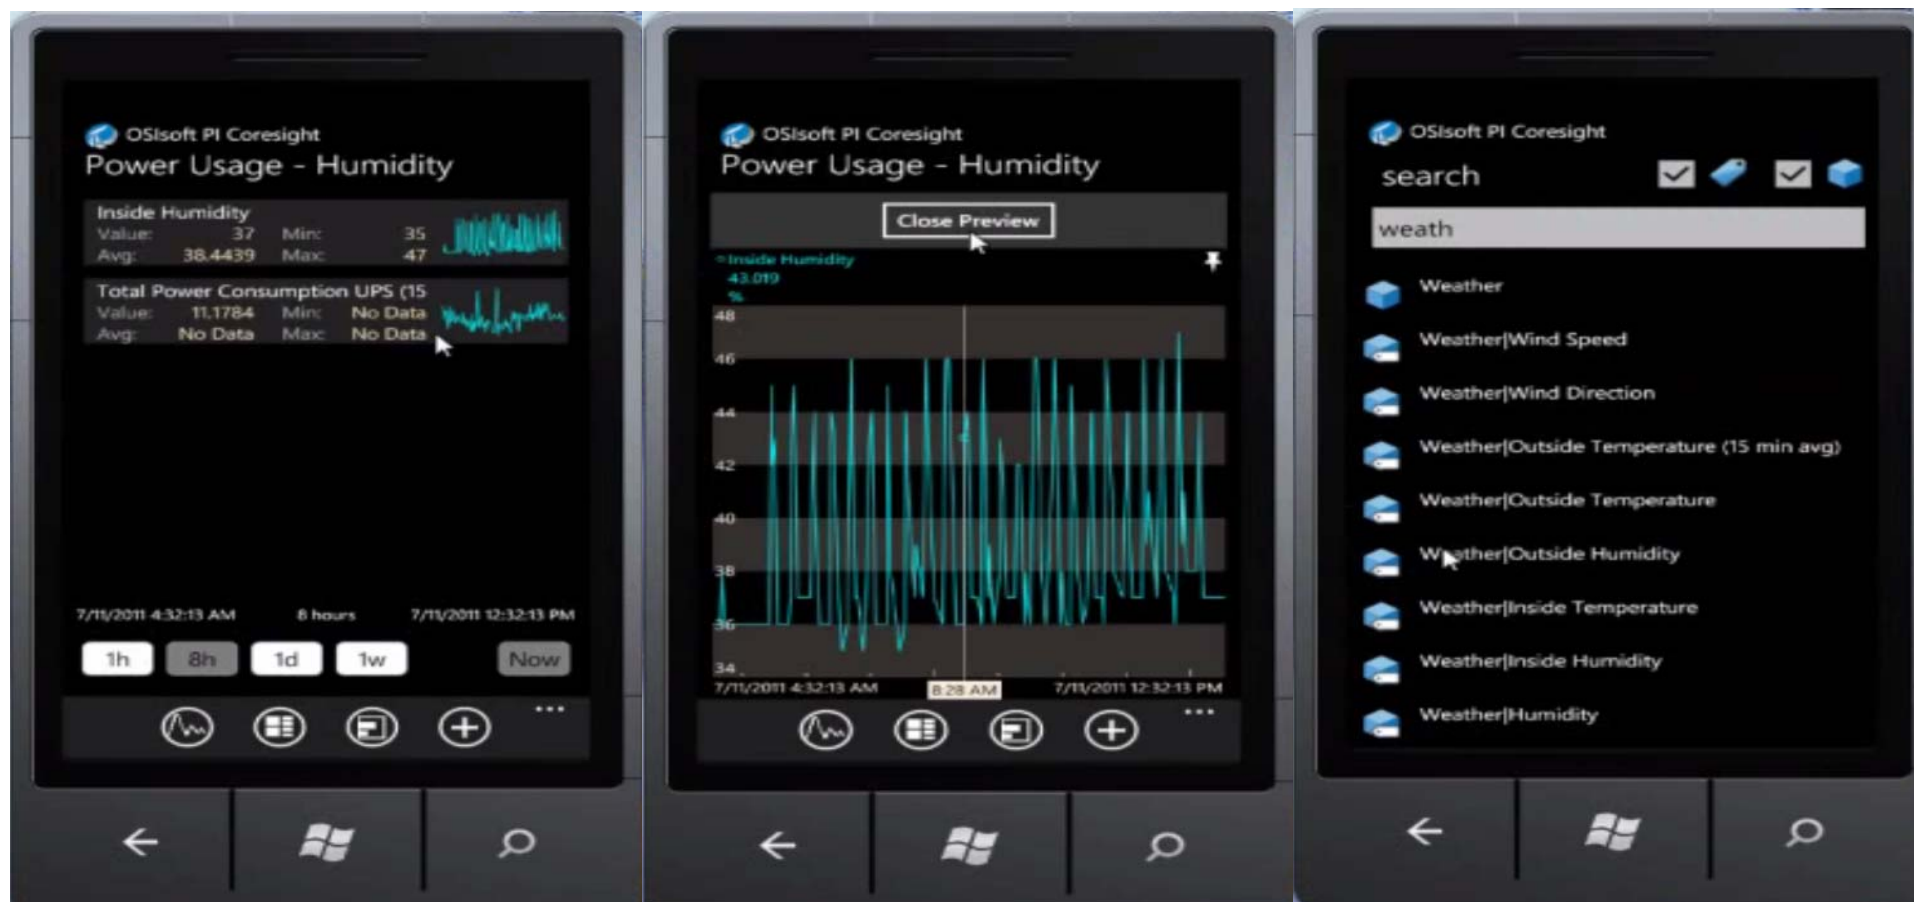 OSIsoft PI Coresight
Power Usage - Humidity
Inside Humidity
Value: 37 Min: 35
Avg: 38.4439 Max: 47
Total Power Consumption UPS (15
Value: 11.1784 Min: No Data
Avg: No Data Max: No Data
7/11/2011 4:32:13 AM 8 hours 7/11/2011 12:32:13 PM
1h 8h 1d 1w Now
OSIsoft PI Coresight
Power Usage - Humidity
Close Preview
Inside Humidity
43.019
%
48
46
44
42
40
38
36
34
7/11/2011 4:32:13 AM 8:28 AM 7/11/2011 12:32:13 PM
OSIsoft PI Coresight
search
weath
Weather
Weather|Wind Speed
Weather|Wind Direction
Weather|Outside Temperature (15 min avg)
Weather|Outside Temperature
Weather|Outside Humidity
Weather|Inside Temperature
Weather|Inside Humidity
Weather|Humidity